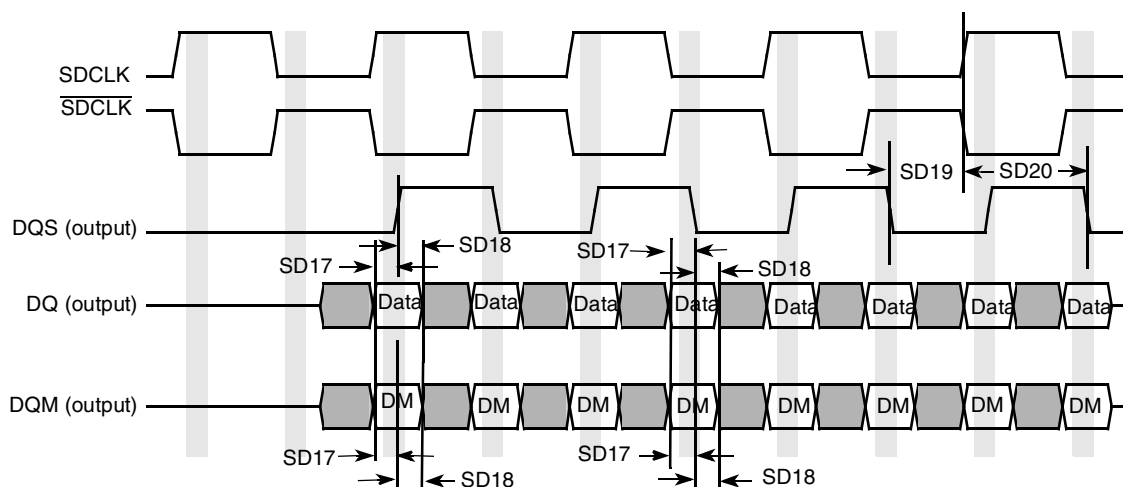 SDCLK
SDCLK
SD19 SD20
DQS (output)
SD18 SD17
SD17 SD18
DQ (output) Data Data Data Data Data Data Data Data
DQM (output) DM DM DM DM DM DM DM DM
SD17 SD17
SD18 SD18